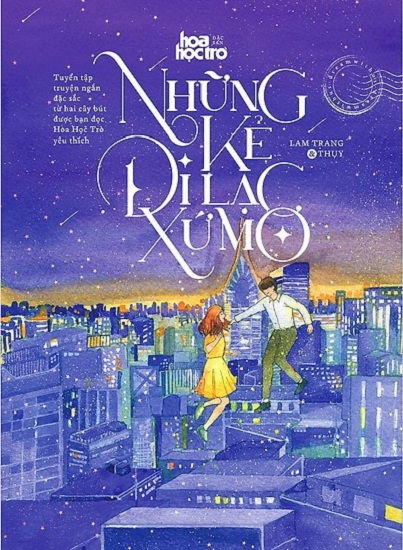 hoa
học trò
ĐẶC SẢN
Tuyển tập
truyện ngắn
đặc sắc
từ hai cây bút
được bạn đọc
Hoa Học Trò
yêu thích
NHỮNG
KẺ
ĐI LẠC
XỨ MƠ
LAM TRANG
& THỤY